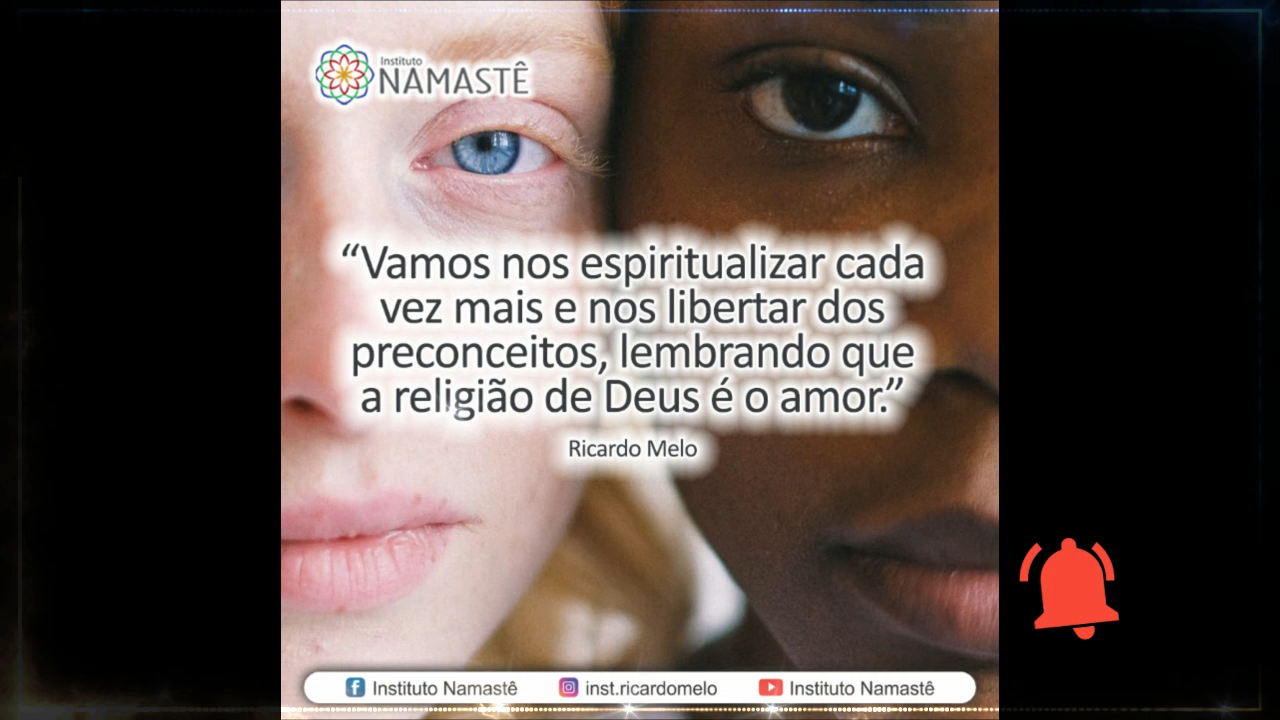 Instituto
NAMASTÊ
“Vamos nos espiritualizar cada
vez mais e nos libertar dos
preconceitos, lembrando que
a religião de Deus é o amor.”
Ricardo Melo
Instituto Namastê inst.ricardomelo Instituto Namastê